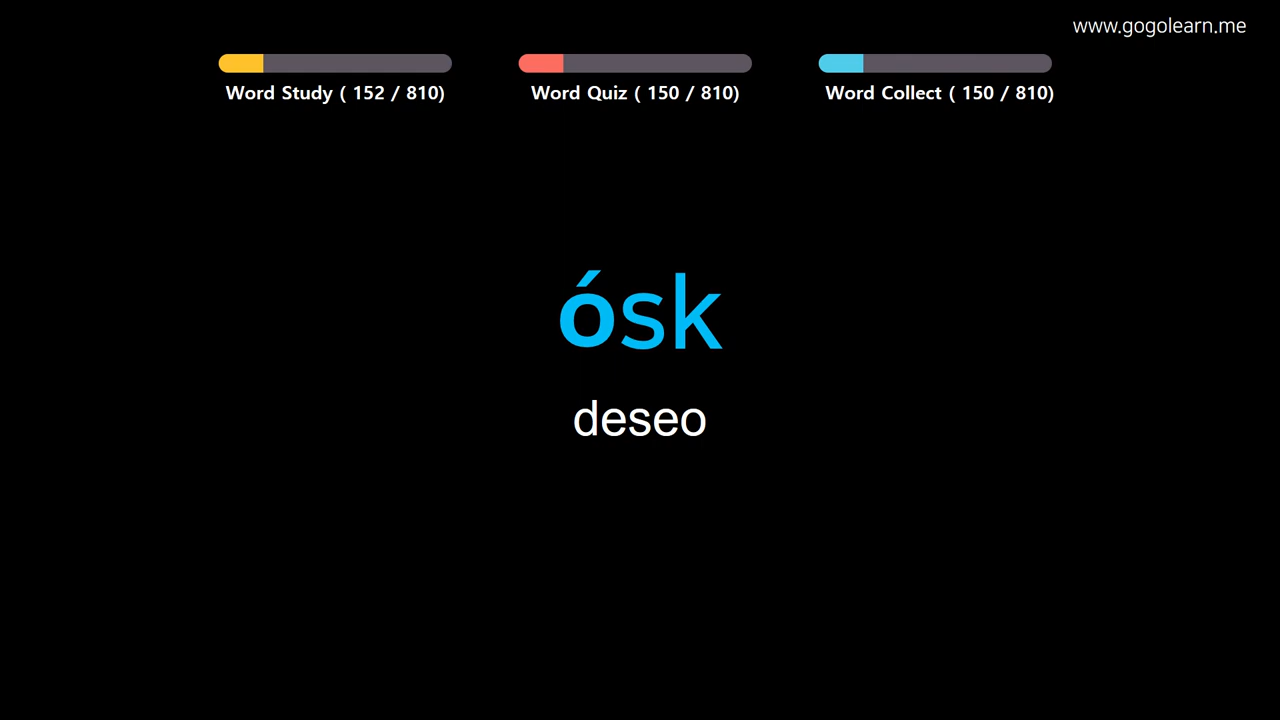 www.gogolearn.me
Word Study ( 152 / 810)
Word Quiz ( 150 / 810)
Word Collect ( 150 / 810)
ósk
deseo